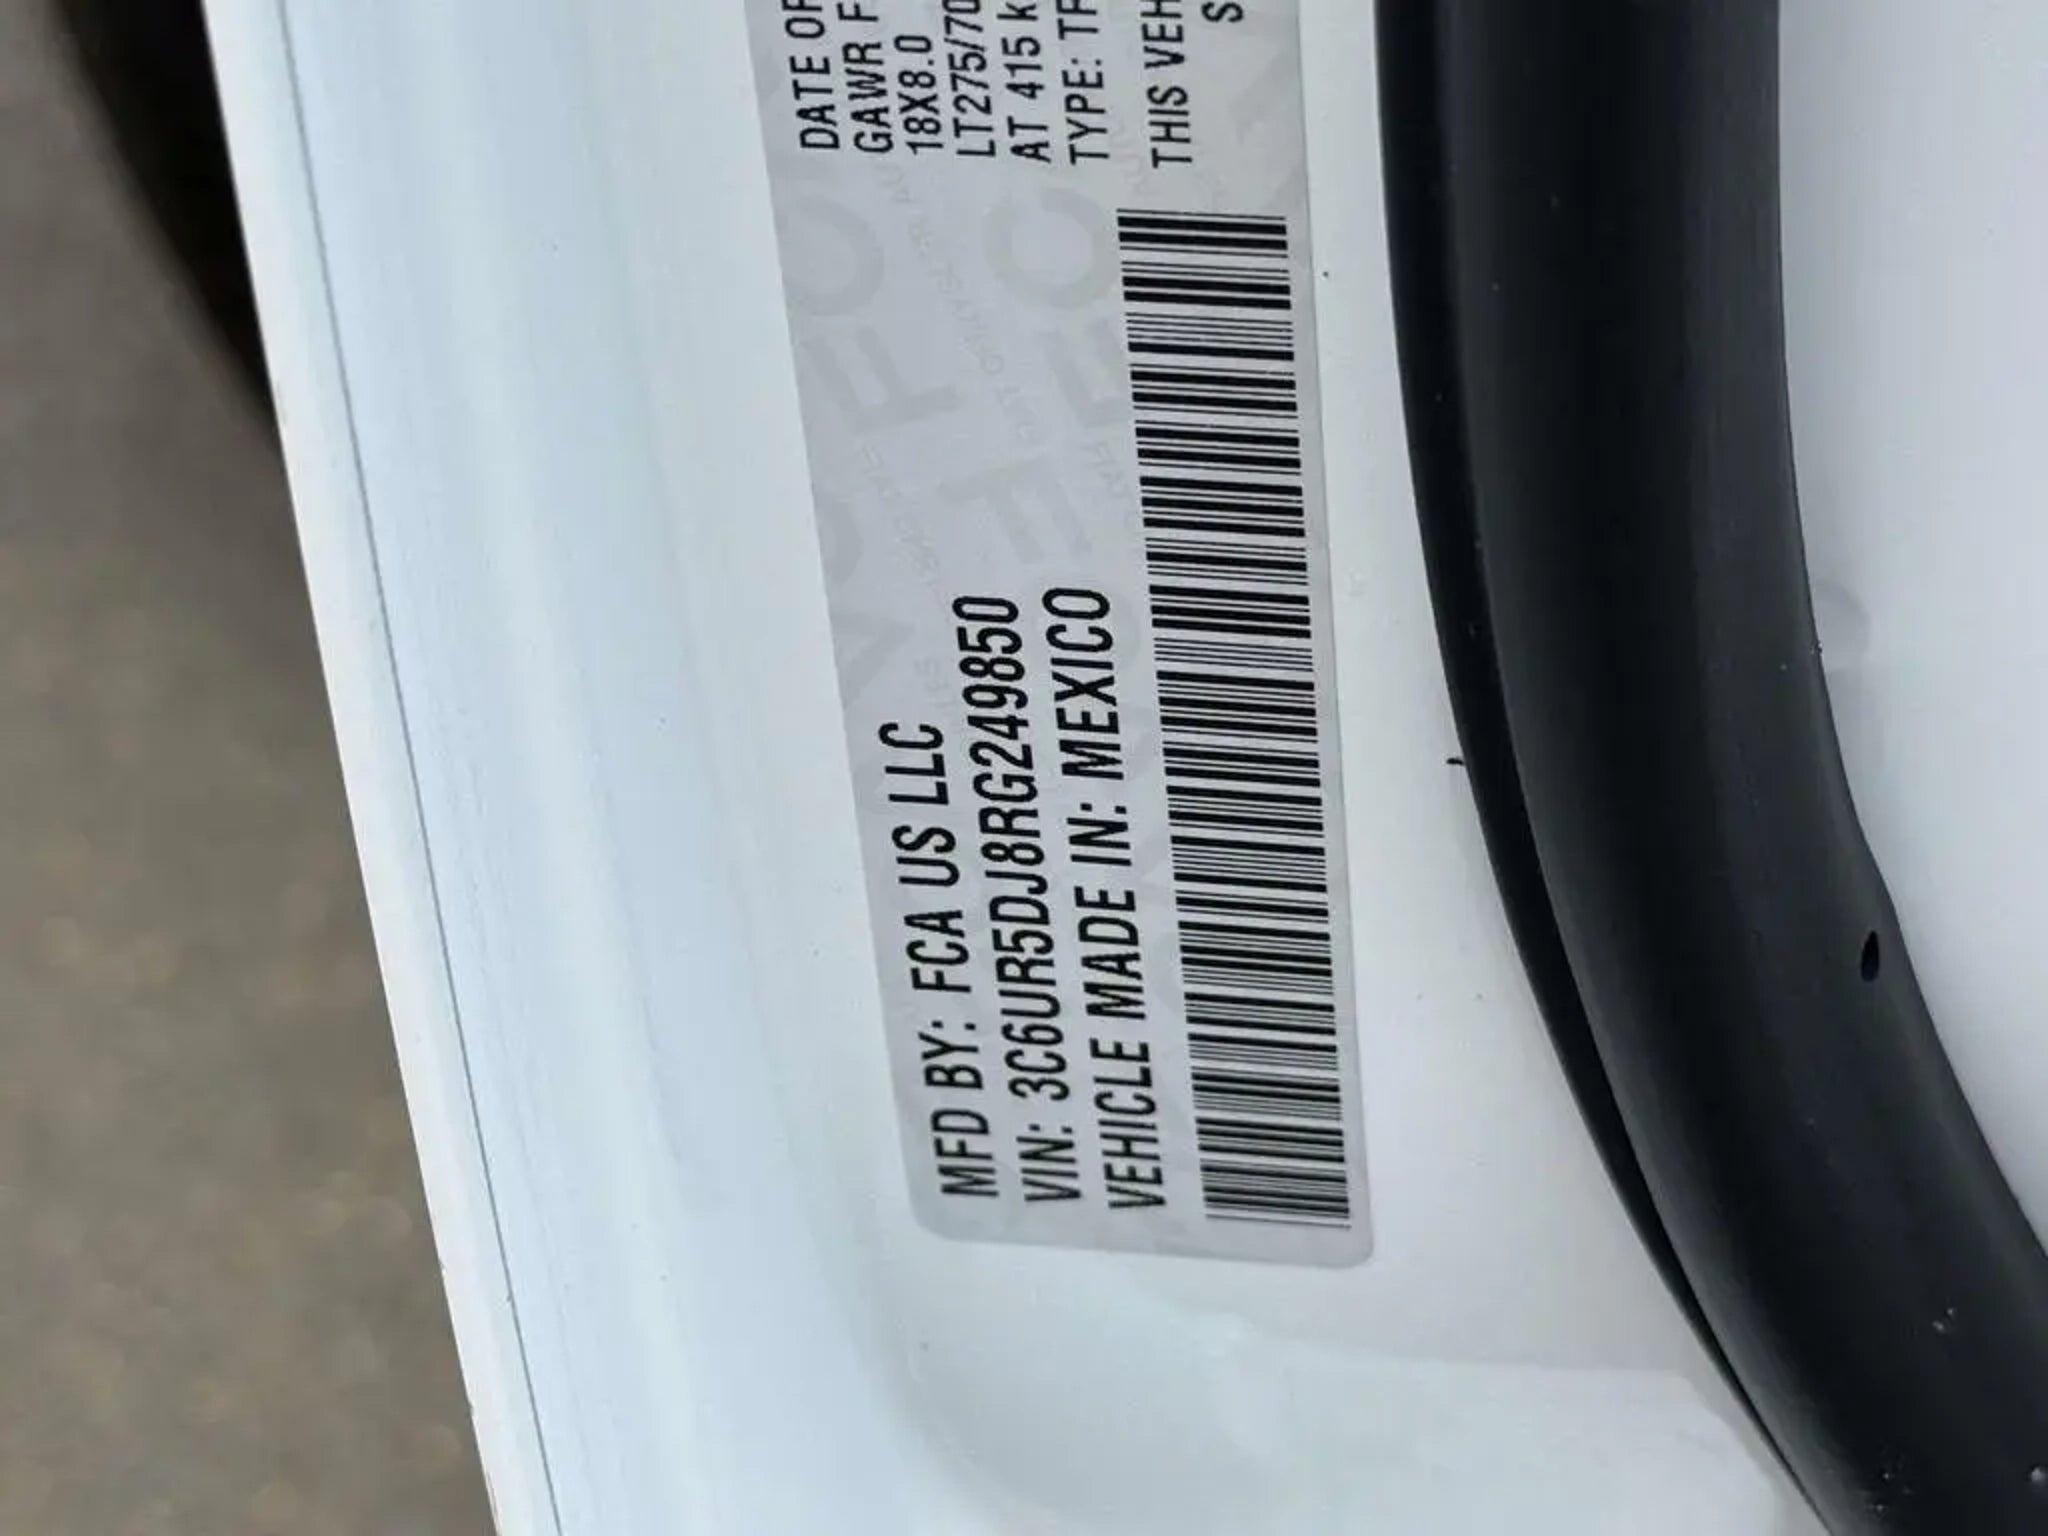 MFD BY: FCA US LLC
VIN: 3C6UR5DJ8RG249850
VEHICLE MADE IN: MEXICO
DATE OF
GAWR F
18X8.0
LT275/70
AT 415 k
TYPE: TR
THIS VEH
S